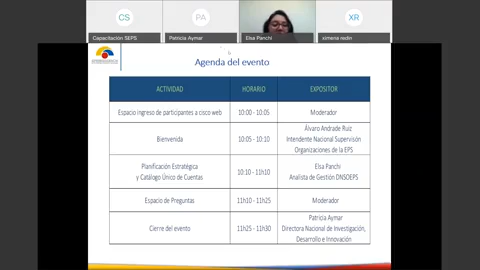 CS
PA
XR
Capacitación SEPS
Patricia Aymar
Elsa Panchi
ximena redin
Agenda del evento
ACTIVIDAD
HORARIO
EXPOSITOR
Espacio ingreso de participantes a cisco web
10:00 - 10:05
Moderador
Bienvenida
10:05 - 10:10
Álvaro Andrade Ruiz
Intendente Nacional Supervisón
Organizaciones de la EPS
Planificación Estratégica
y Catálogo Único de Cuentas
10:10 - 11h10
Elsa Panchi
Analista de Gestión DNSOEPS
Espacio de Preguntas
11h10 - 11h25
Moderador
Cierre del evento
11h25 - 11h30
Patricia Aymar
Directora Nacional de Investigación,
Desarrollo e Innovación